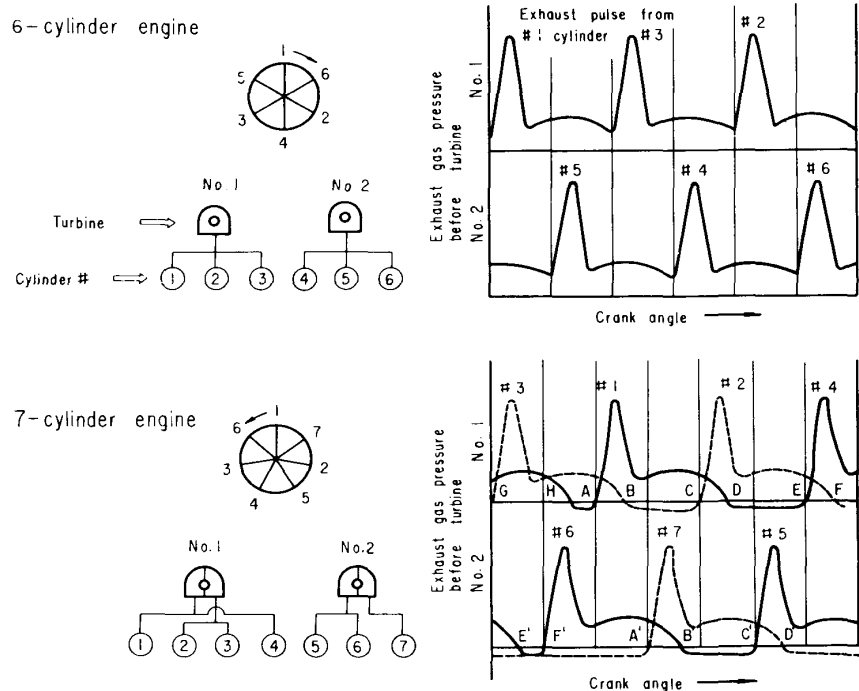 6-cylinder engine
1
6
2
4
3
5
No. 1
No 2
Turbine
Cylinder #
1 2 3 4 5 6
Exhaust gas pressure
before turbine
No. 1
No. 2
Exhaust pulse from
#1 cylinder
#3
#2
#5
#4
#6
Crank angle
7-cylinder engine
1
7
2
5
4
3
6
No.1
No.2
1 2 3 4 5 6 7
Exhaust gas pressure
before turbine
No. 1
No. 2
#3
#1
#2
#4
G H A B C D E F
#6
#7
#5
E' F' A' B' C' D'
Crank angle